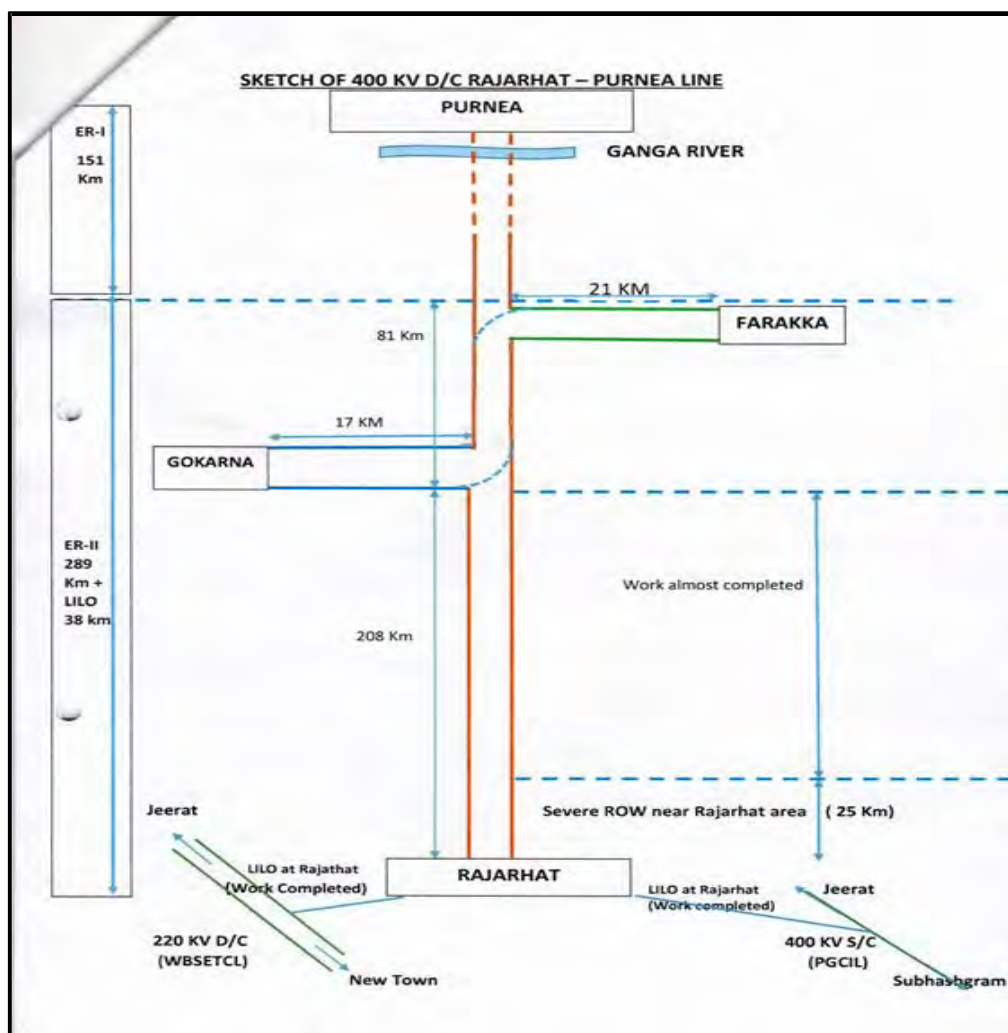 SKETCH OF 400 KV D/C RAJARHAT – PURNEA LINE
PURNEA
GANGA RIVER
ER-I
151
Km
21 KM
FARAKKA
81 Km
17 KM
GOKARNA
ER-II
289
Km +
LILO
38 km
Work almost completed
208 Km
Severe ROW near Rajarhat area ( 25 Km)
Jeerat
LILO at Rajathat
(Work Completed)
RAJARHAT
LILO at Rajarhat
(Work completed)
Jeerat
220 KV D/C
(WBSETCL)
New Town
400 KV S/C
(PGCIL)
Subhashgram